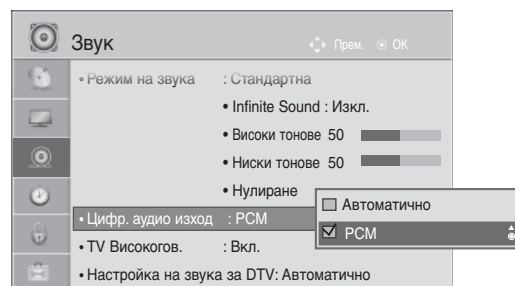 Звук Прем. OK
• Режим на звука : Стандартна
• Infinite Sound : Изкл.
• Високи тонове 50
• Ниски тонове 50
• Нулиране
Автоматично
• Цифр. аудио изход : PCM
PCM
• TV Високогов. : Вкл.
• Настройка на звука за DTV: Автоматично